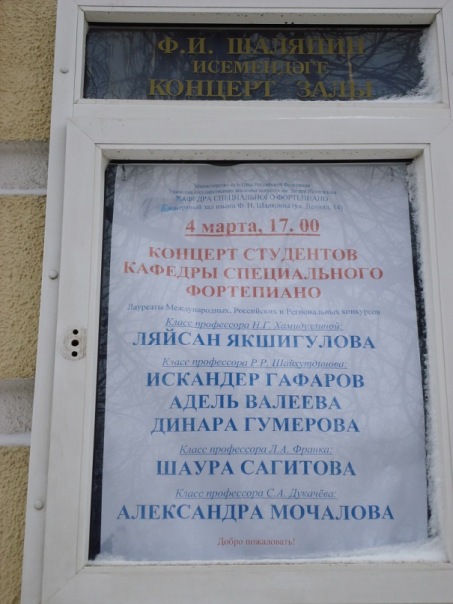 Ф.И. ШАЛЯПИН
ИСЕМЕНДӘГЕ
КОНЦЕРТ ЗАЛЫ
КАФЕДРА СПЕЦИАЛЬНОГО ФОРТЕПИАНО
4 марта, 17. 00
КОНЦЕРТ СТУДЕНТОВ
КАФЕДРЫ СПЕЦИАЛЬНОГО
ФОРТЕПИАНО
Лауреаты Международных, Российских и Региональных конкурсов
Класс профессора Н.Г. Хамидуллиной:
ЛЯЙСАН ЯКШИГУЛОВА
Класс профессора Р.Р. Шайхутдинова:
ИСКАНДЕР ГАФАРОВ
АДЕЛЬ ВАЛЕЕВА
ДИНАРА ГУМЕРОВА
Класс профессора Л.А. Франка:
ШАУРА САГИТОВА
Класс профессора С.А. Дукачёва:
АЛЕКСАНДРА МОЧАЛОВА
Добро пожаловать!